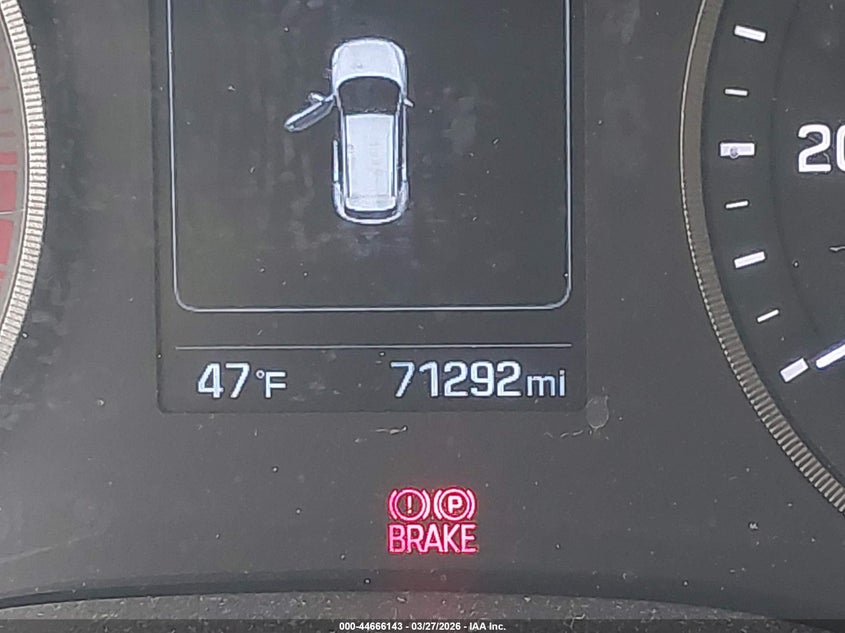 20
47°F 71292mi
(!) (P)
BRAKE
000-44666143 - 03/27/2026 - IAA Inc.